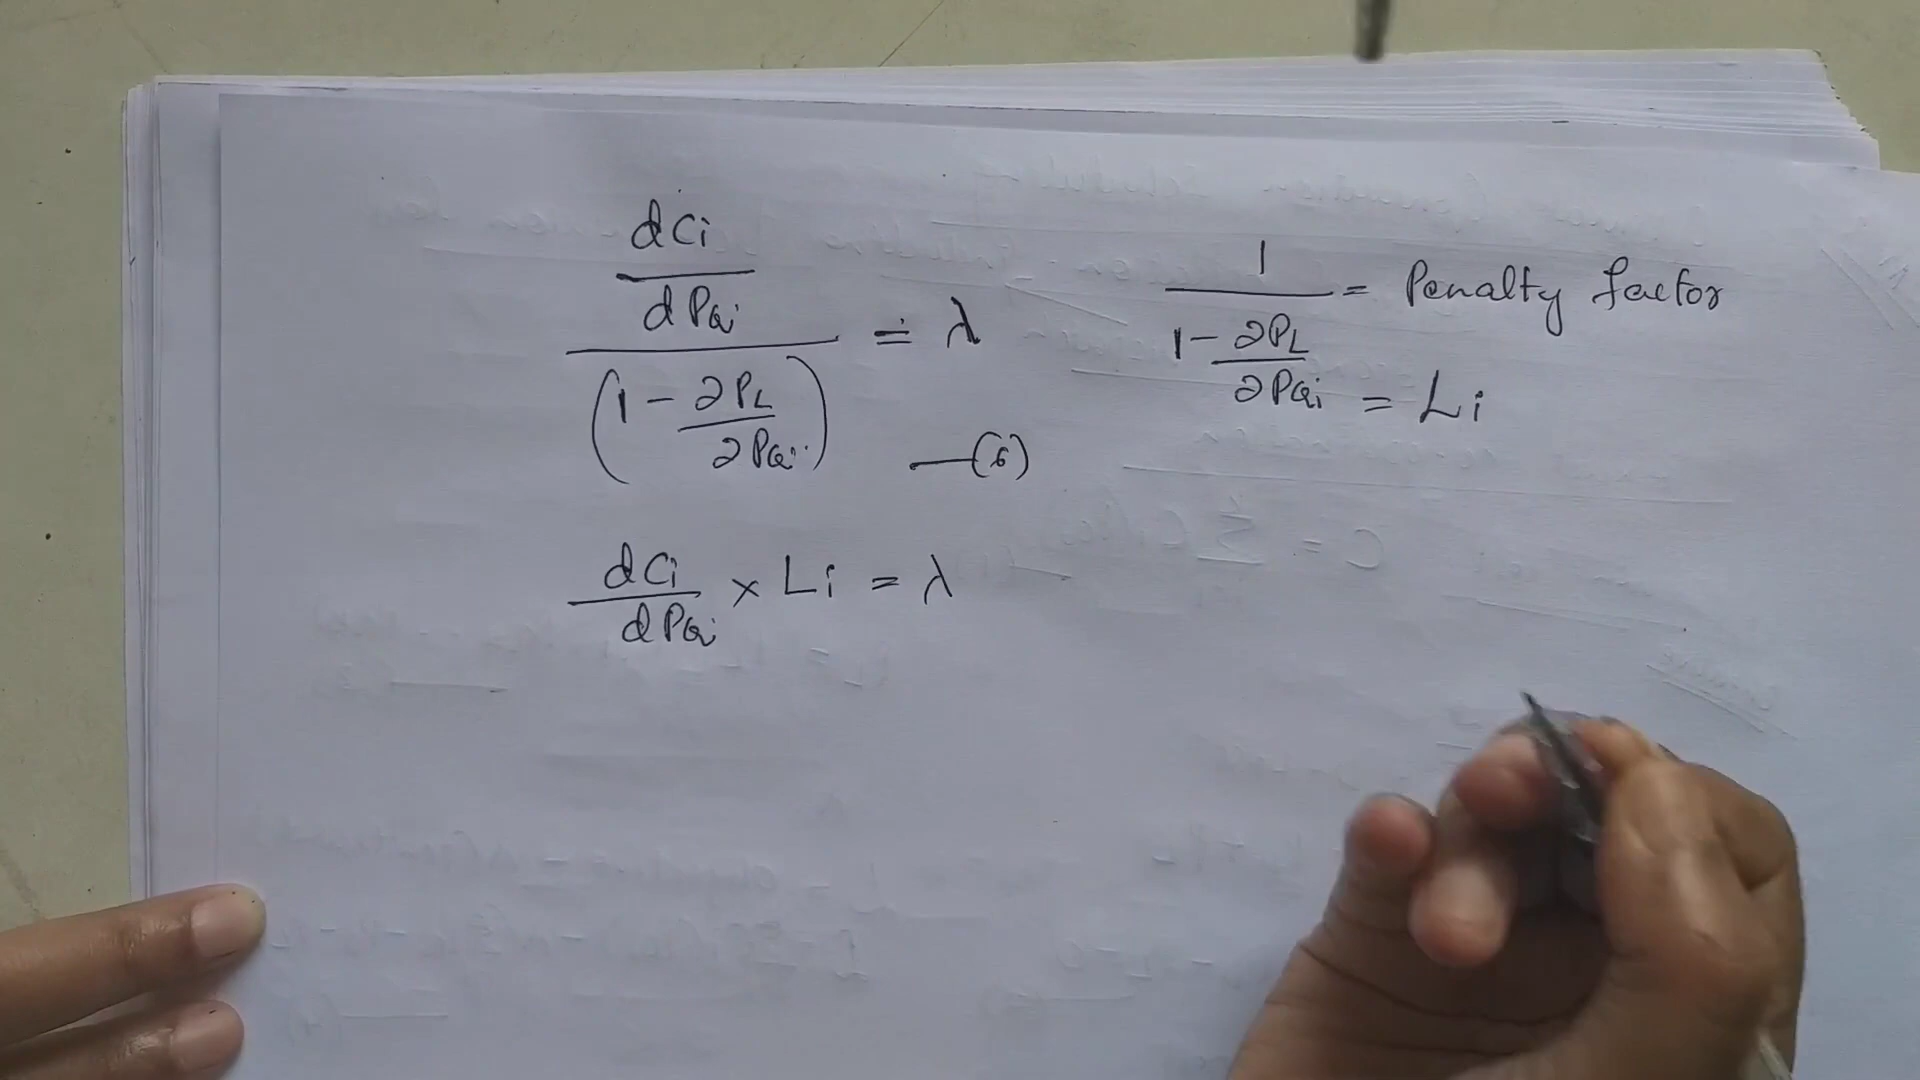 dCi / dPGi / (1 - ∂PL / ∂PGi) = λ —(6)
1 / (1 - ∂PL / ∂PGi) = Penalty factor
= Li
dCi / dPGi × Li = λ